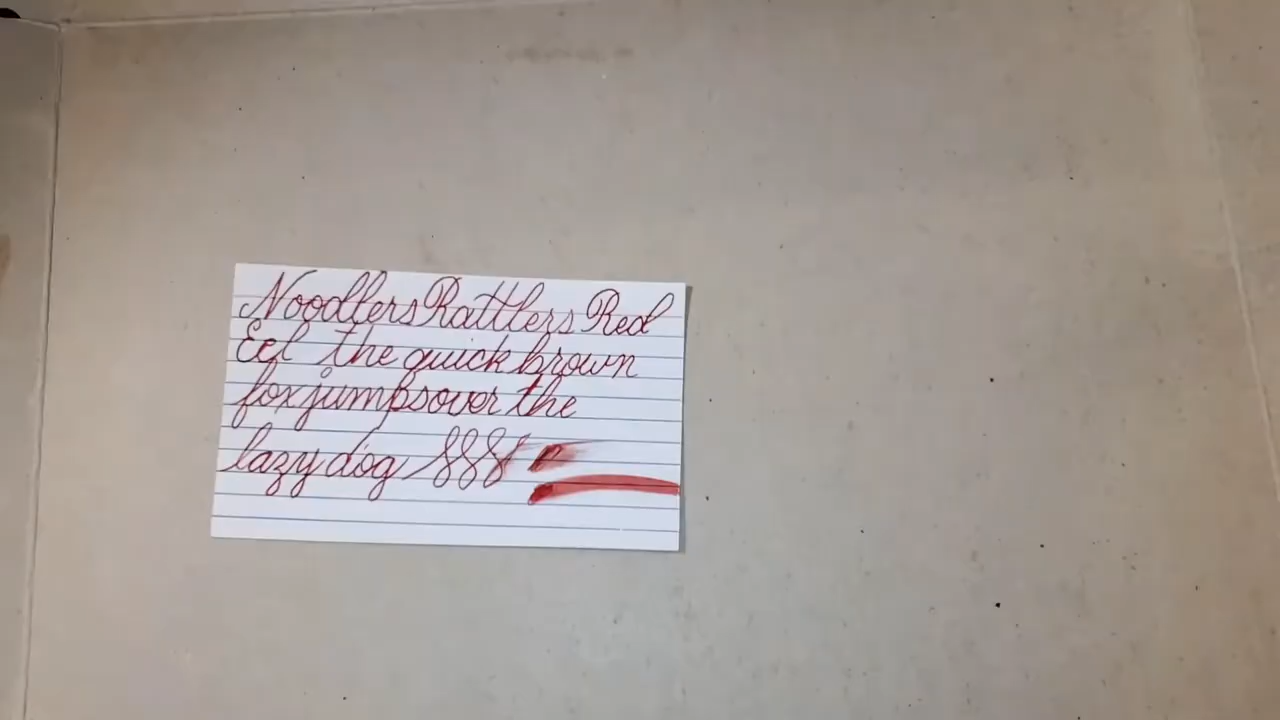 Noodlers Rattlers Red
Eel the quick brown
fox jumps over the
lazy dog 888